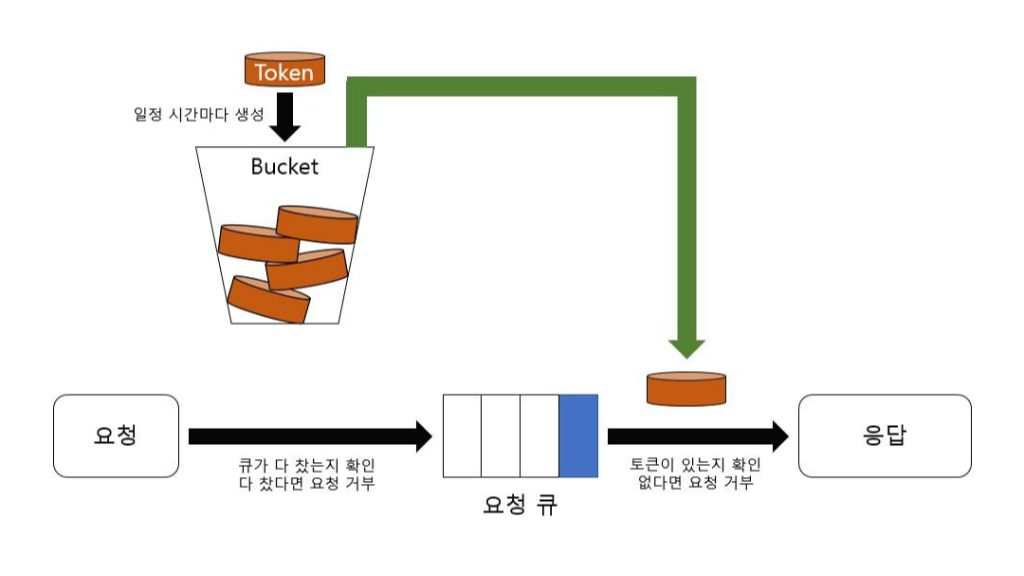 Token
일정 시간마다 생성
Bucket
요청
큐가 다 찼는지 확인
다 찼다면 요청 거부
요청 큐
토큰이 있는지 확인
없다면 요청 거부
응답